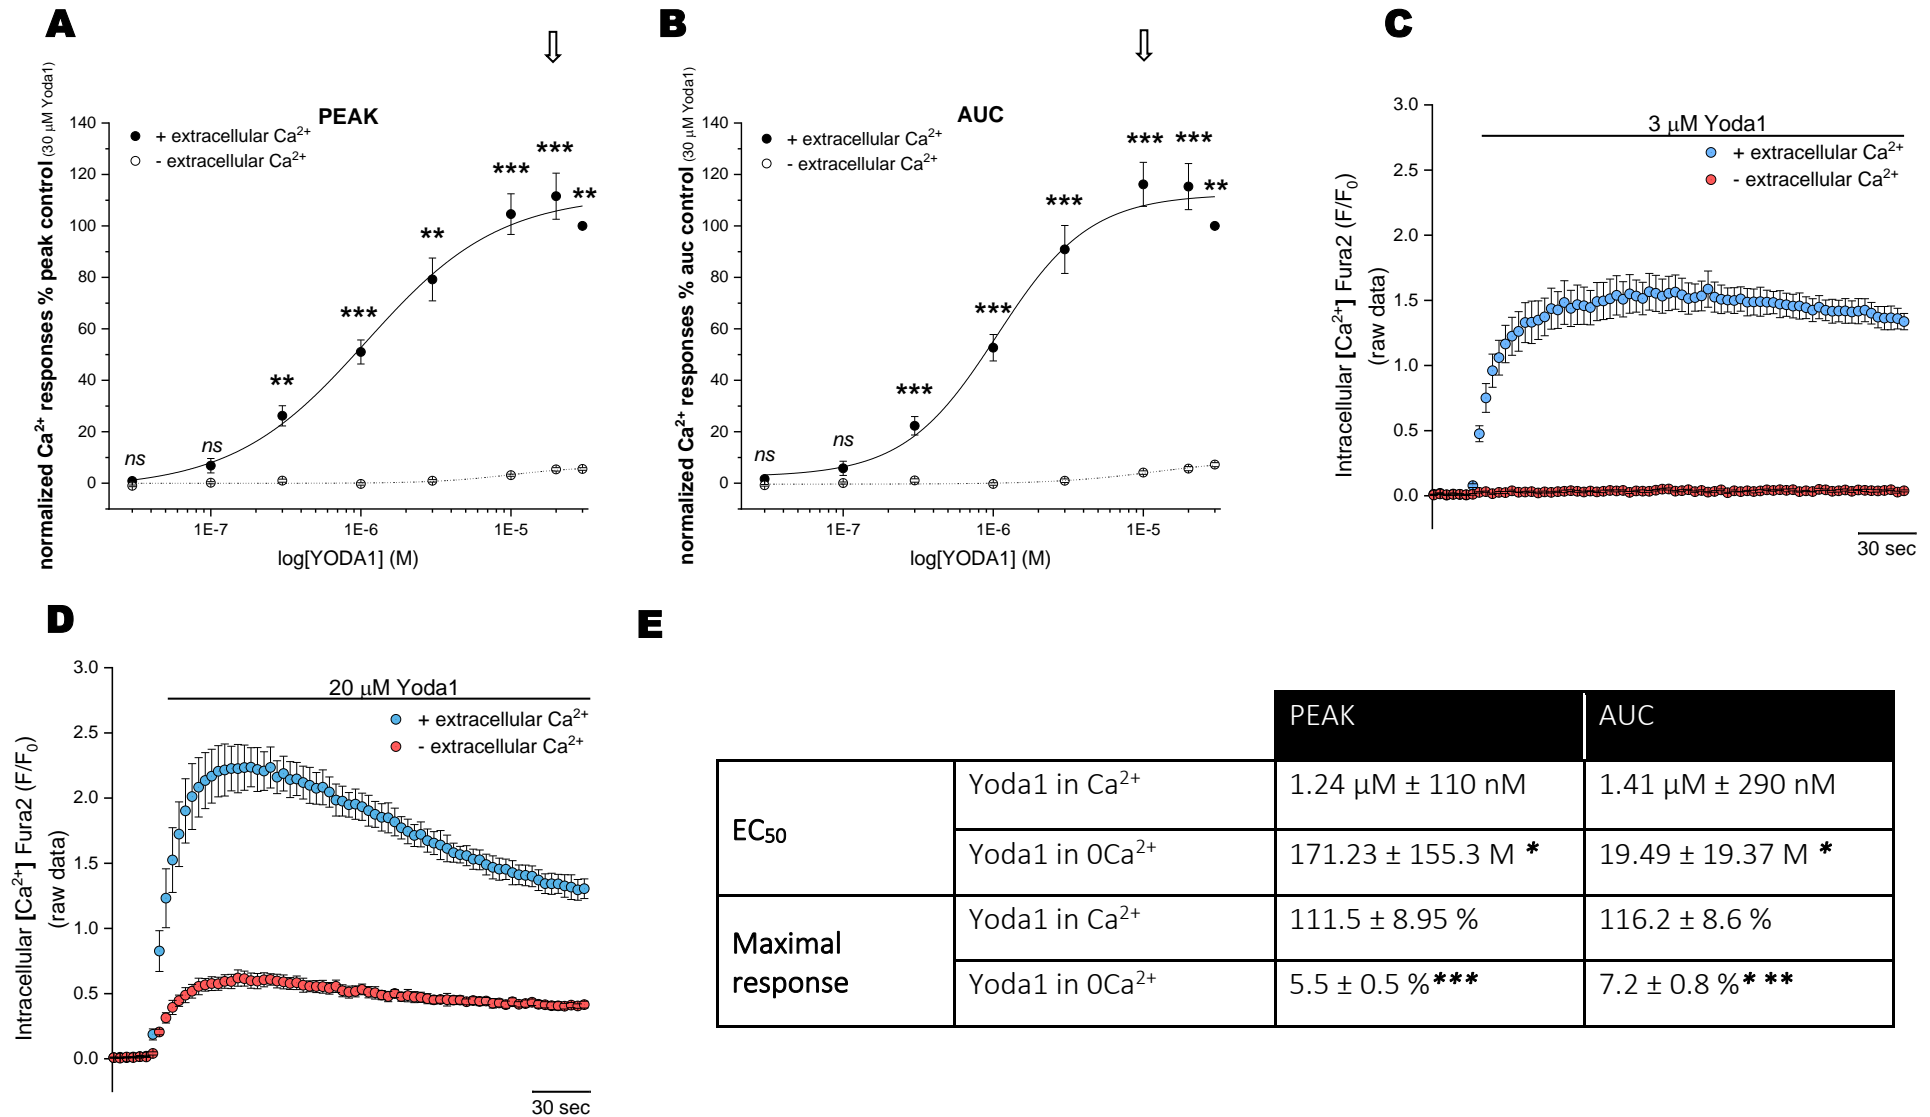 A
normalized Ca²⁺ responses % peak control (30 µM Yoda1)
PEAK
+ extracellular Ca²⁺
- extracellular Ca²⁺
140
120
100
80
60
40
20
0
ns
ns
**
***
**
***
***
**
1E-7
1E-6
1E-5
log[YODA1] (M)
B
normalized Ca²⁺ responses % auc control (30 µM Yoda1)
AUC
+ extracellular Ca²⁺
- extracellular Ca²⁺
140
120
100
80
60
40
20
0
ns
ns
***
***
***
***
***
**
1E-7
1E-6
1E-5
log[YODA1] (M)
C
Intracellular [Ca²⁺] Fura2 (F/F₀)
(raw data)
3.0
2.5
2.0
1.5
1.0
0.5
0.0
3 µM Yoda1
+ extracellular Ca²⁺
- extracellular Ca²⁺
30 sec
D
Intracellular [Ca²⁺] Fura2 (F/F₀)
(raw data)
3.0
2.5
2.0
1.5
1.0
0.5
0.0
20 µM Yoda1
+ extracellular Ca²⁺
- extracellular Ca²⁺
30 sec
E
PEAK AUC
EC₅₀
Yoda1 in Ca²⁺ 1.24 µM ± 110 nM 1.41 µM ± 290 nM
Yoda1 in 0Ca²⁺ 171.23 ± 155.3 M * 19.49 ± 19.37 M *
Maximal
response
Yoda1 in Ca²⁺ 111.5 ± 8.95 % 116.2 ± 8.6 %
Yoda1 in 0Ca²⁺ 5.5 ± 0.5 %*** 7.2 ± 0.8 %* **